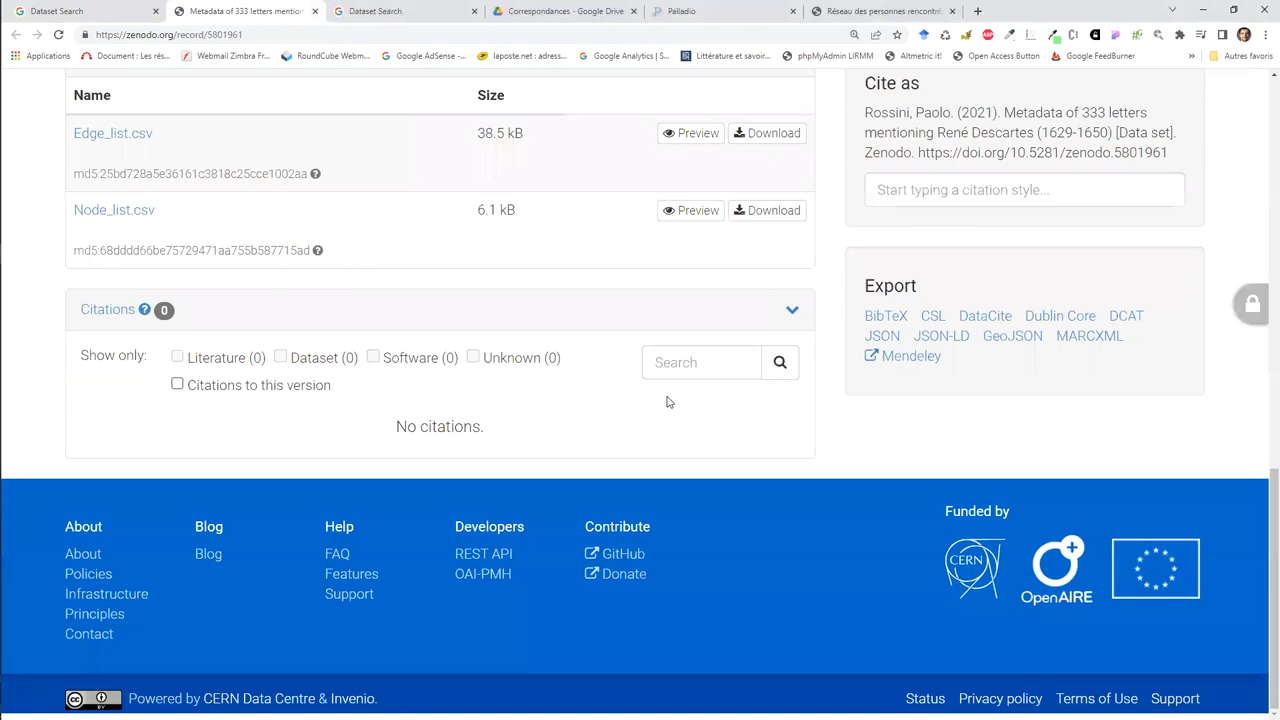 Dataset Search
Metadata of 333 letters mentio
Dataset Search
Correspondances - Google Drive
Palladio
Réseau des personnes rencontré
https://zenodo.org/record/5801961
Applications
Document : Les rés...
Webmail Zimbra Fr...
RoundCube Webm...
Google AdSense -...
laposte.net : adress...
Google Analytics |...
Littérature et savoir...
phpMyAdmin LIRMM
Altmetric it!
Open Access Button
Google FeedBurner
»
Autres favoris
Name
Size
Edge_list.csv
38.5 kB
Preview
Download
md5:25bd728a5e36161c3818c25cce1002aa
Node_list.csv
6.1 kB
Preview
Download
md5:68dddd66be75729471aa755b587715ad
Citations
0
Show only:
Literature (0)
Dataset (0)
Software (0)
Unknown (0)
Citations to this version
Search
No citations.
Cite as
Rossini, Paolo. (2021). Metadata of 333 letters
mentioning René Descartes (1629-1650) [Data set].
Zenodo. https://doi.org/10.5281/zenodo.5801961
Start typing a citation style...
Export
BibTeX CSL DataCite Dublin Core DCAT
JSON JSON-LD GeoJSON MARCXML
Mendeley
About
About
Policies
Infrastructure
Principles
Contact
Blog
Blog
Help
FAQ
Features
Support
Developers
REST API
OAI-PMH
Contribute
GitHub
Donate
Funded by
CERN
OpenAIRE
Powered by CERN Data Centre & Invenio.
Status
Privacy policy
Terms of Use
Support